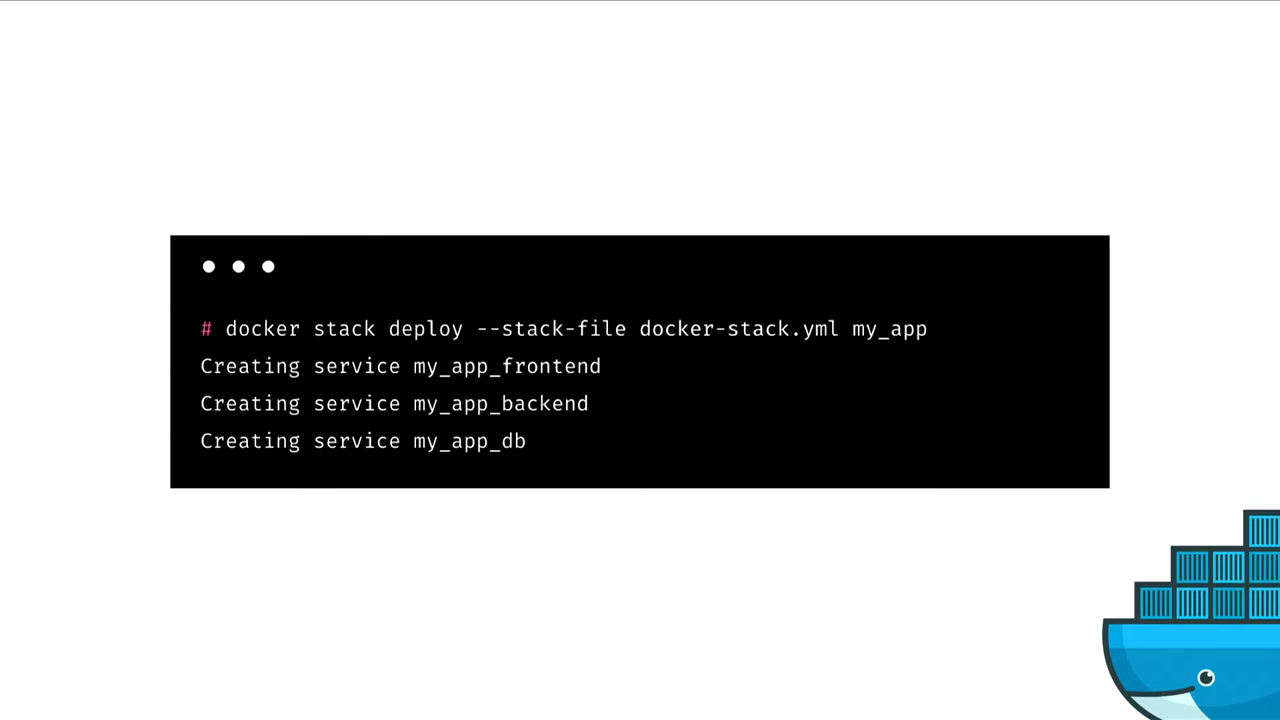 # docker stack deploy --stack-file docker-stack.yml my_app
Creating service my_app_frontend
Creating service my_app_backend
Creating service my_app_db